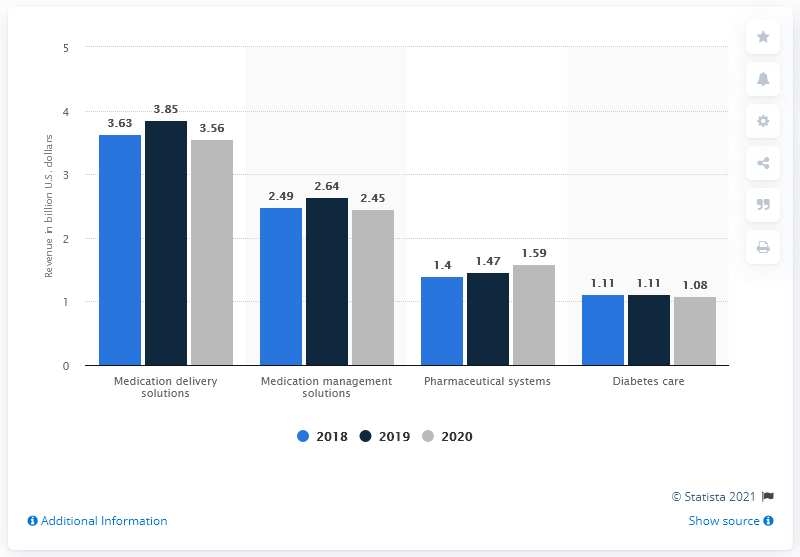 5
4
3
2
1
0
Revenue in billion U.S. dollars
3.63
3.85
3.56
2.49
2.64
2.45
1.4
1.47
1.59
1.11
1.11
1.08
Medication delivery
solutions
Medication management
solutions
Pharmaceutical systems
Diabetes care
2018 2019 2020
© Statista 2021
Additional Information
Show source